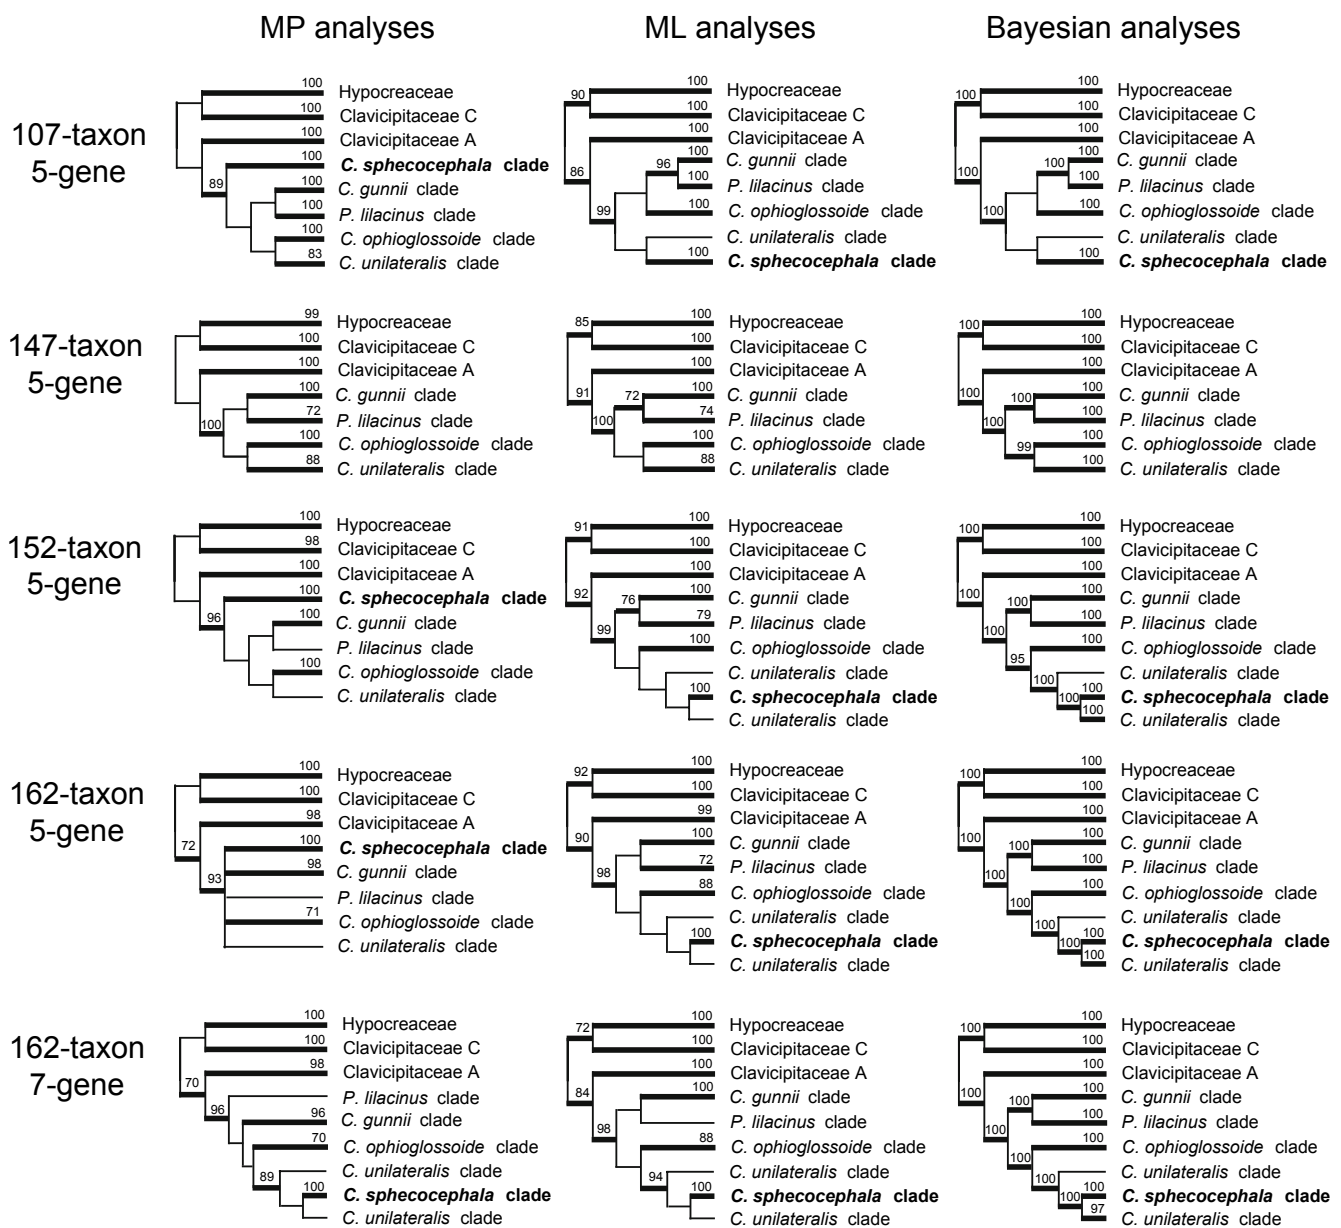 MP analyses
ML analyses
Bayesian analyses
107-taxon
5-gene
100
Hypocreaceae
100
Clavicipitaceae C
100
Clavicipitaceae A
100
C. sphecocephala clade
89
100
C. gunnii clade
100
P. lilacinus clade
100
C. ophioglossoide clade
83
C. unilateralis clade
90
100
Hypocreaceae
100
Clavicipitaceae C
100
Clavicipitaceae A
86
96
100
C. gunnii clade
100
P. lilacinus clade
99
100
C. ophioglossoide clade
C. unilateralis clade
100
C. sphecocephala clade
100
100
Hypocreaceae
100
Clavicipitaceae C
100
Clavicipitaceae A
100
100
100
C. gunnii clade
100
P. lilacinus clade
100
100
C. ophioglossoide clade
C. unilateralis clade
100
C. sphecocephala clade
147-taxon
5-gene
99
Hypocreaceae
100
Clavicipitaceae C
100
Clavicipitaceae A
100
C. gunnii clade
72
P. lilacinus clade
100
100
C. ophioglossoide clade
88
C. unilateralis clade
85
100
Hypocreaceae
100
Clavicipitaceae C
100
Clavicipitaceae A
91
72
100
C. gunnii clade
74
P. lilacinus clade
100
100
C. ophioglossoide clade
88
C. unilateralis clade
100
100
Hypocreaceae
100
Clavicipitaceae C
100
Clavicipitaceae A
100
100
100
C. gunnii clade
100
P. lilacinus clade
100
99
100
C. ophioglossoide clade
100
C. unilateralis clade
152-taxon
5-gene
100
Hypocreaceae
98
Clavicipitaceae C
100
Clavicipitaceae A
100
C. sphecocephala clade
96
100
C. gunnii clade
P. lilacinus clade
100
C. ophioglossoide clade
C. unilateralis clade
91
100
Hypocreaceae
100
Clavicipitaceae C
100
Clavicipitaceae A
92
76
100
C. gunnii clade
79
P. lilacinus clade
99
100
C. ophioglossoide clade
C. unilateralis clade
100
C. sphecocephala clade
C. unilateralis clade
100
100
Hypocreaceae
100
Clavicipitaceae C
100
Clavicipitaceae A
100
100
100
C. gunnii clade
100
P. lilacinus clade
100
95
100
C. ophioglossoide clade
100
C. unilateralis clade
100
100
C. sphecocephala clade
100
C. unilateralis clade
162-taxon
5-gene
100
Hypocreaceae
100
Clavicipitaceae C
98
Clavicipitaceae A
72
100
C. sphecocephala clade
93
98
C. gunnii clade
P. lilacinus clade
71
C. ophioglossoide clade
C. unilateralis clade
92
100
Hypocreaceae
100
Clavicipitaceae C
99
Clavicipitaceae A
90
100
C. gunnii clade
72
P. lilacinus clade
98
88
C. ophioglossoide clade
C. unilateralis clade
100
C. sphecocephala clade
C. unilateralis clade
100
100
Hypocreaceae
100
Clavicipitaceae C
100
Clavicipitaceae A
100
100
100
C. gunnii clade
100
P. lilacinus clade
100
100
100
C. ophioglossoide clade
100
C. unilateralis clade
100
100
C. sphecocephala clade
100
C. unilateralis clade
162-taxon
7-gene
100
Hypocreaceae
100
Clavicipitaceae C
98
Clavicipitaceae A
70
P. lilacinus clade
96
96
C. gunnii clade
70
C. ophioglossoide clade
89
C. unilateralis clade
100
C. sphecocephala clade
C. unilateralis clade
72
100
Hypocreaceae
100
Clavicipitaceae C
100
Clavicipitaceae A
84
100
C. gunnii clade
P. lilacinus clade
98
88
C. ophioglossoide clade
94
C. unilateralis clade
100
C. sphecocephala clade
C. unilateralis clade
100
100
Hypocreaceae
100
Clavicipitaceae C
100
Clavicipitaceae A
100
100
100
C. gunnii clade
100
P. lilacinus clade
100
100
100
C. ophioglossoide clade
100
C. unilateralis clade
100
100
C. sphecocephala clade
97
C. unilateralis clade